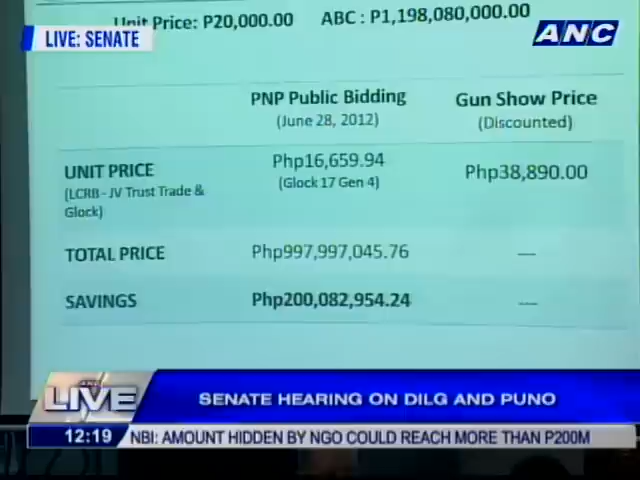 Unit Price: P20,000.00 ABC : P1,198,080,000.00
LIVE: SENATE
ANC
PNP Public Bidding
(June 28, 2012)
Gun Show Price
(Discounted)
UNIT PRICE
(LCRB - JV Trust Trade &
Glock)
Php16,659.94
(Glock 17 Gen 4)
Php38,890.00
TOTAL PRICE
Php997,997,045.76
—
SAVINGS
Php200,082,954.24
—
ANC
LIVE
SENATE HEARING ON DILG AND PUNO
12:19 NBI: AMOUNT HIDDEN BY NGO COULD REACH MORE THAN P200M